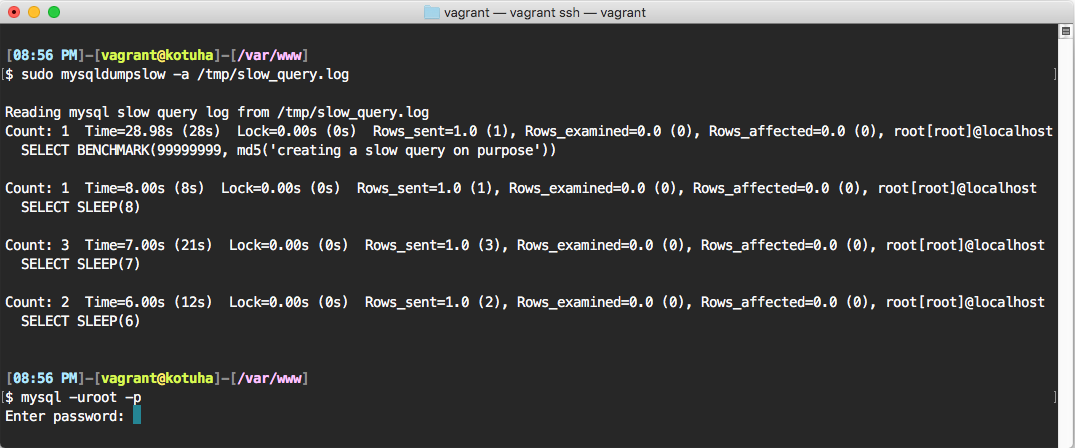 vagrant — vagrant ssh — vagrant
[08:56 PM]-[vagrant@kotuha]-[/var/www]
[$ sudo mysqldumpslow -a /tmp/slow_query.log ]
Reading mysql slow query log from /tmp/slow_query.log
Count: 1  Time=28.98s (28s)  Lock=0.00s (0s)  Rows_sent=1.0 (1), Rows_examined=0.0 (0), Rows_affected=0.0 (0), root[root]@localhost
  SELECT BENCHMARK(99999999, md5('creating a slow query on purpose'))
Count: 1  Time=8.00s (8s)  Lock=0.00s (0s)  Rows_sent=1.0 (1), Rows_examined=0.0 (0), Rows_affected=0.0 (0), root[root]@localhost
  SELECT SLEEP(8)
Count: 3  Time=7.00s (21s)  Lock=0.00s (0s)  Rows_sent=1.0 (3), Rows_examined=0.0 (0), Rows_affected=0.0 (0), root[root]@localhost
  SELECT SLEEP(7)
Count: 2  Time=6.00s (12s)  Lock=0.00s (0s)  Rows_sent=1.0 (2), Rows_examined=0.0 (0), Rows_affected=0.0 (0), root[root]@localhost
  SELECT SLEEP(6)
[08:56 PM]-[vagrant@kotuha]-[/var/www]
[$ mysql -uroot -p ]
Enter password: